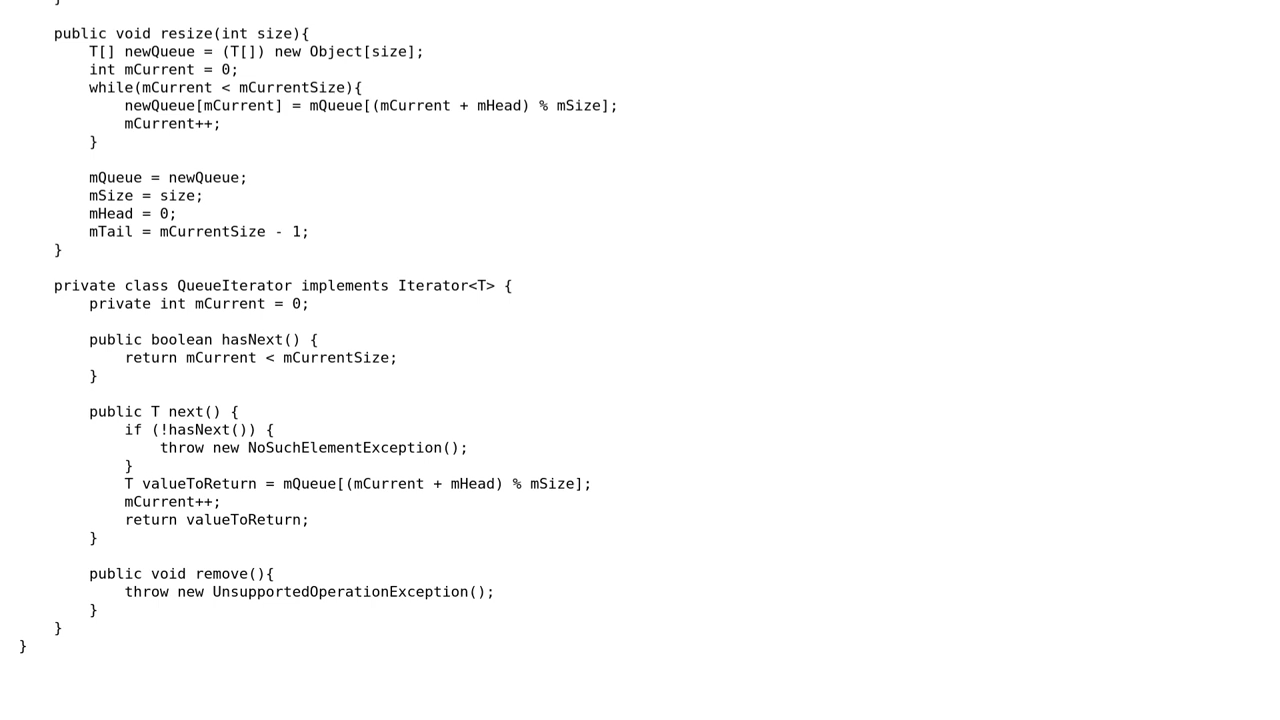 }
    public void resize(int size){
        T[] newQueue = (T[]) new Object[size];
        int mCurrent = 0;
        while(mCurrent < mCurrentSize){
            newQueue[mCurrent] = mQueue[(mCurrent + mHead) % mSize];
            mCurrent++;
        }

        mQueue = newQueue;
        mSize = size;
        mHead = 0;
        mTail = mCurrentSize - 1;
    }

    private class QueueIterator implements Iterator<T> {
        private int mCurrent = 0;

        public boolean hasNext() {
            return mCurrent < mCurrentSize;
        }

        public T next() {
            if (!hasNext()) {
                throw new NoSuchElementException();
            }
            T valueToReturn = mQueue[(mCurrent + mHead) % mSize];
            mCurrent++;
            return valueToReturn;
        }

        public void remove(){
            throw new UnsupportedOperationException();
        }
    }
}